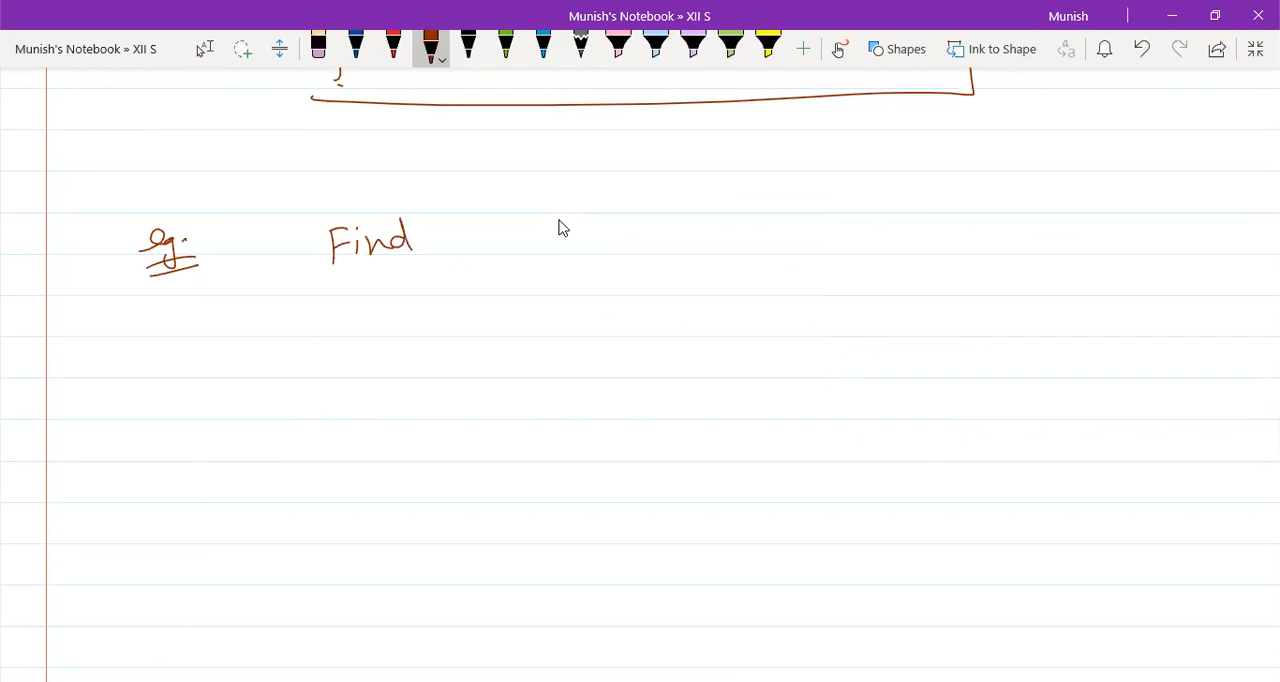 Munish's Notebook » XII S
Munish
Munish's Notebook » XII S
Shapes
Ink to Shape
eg. Find